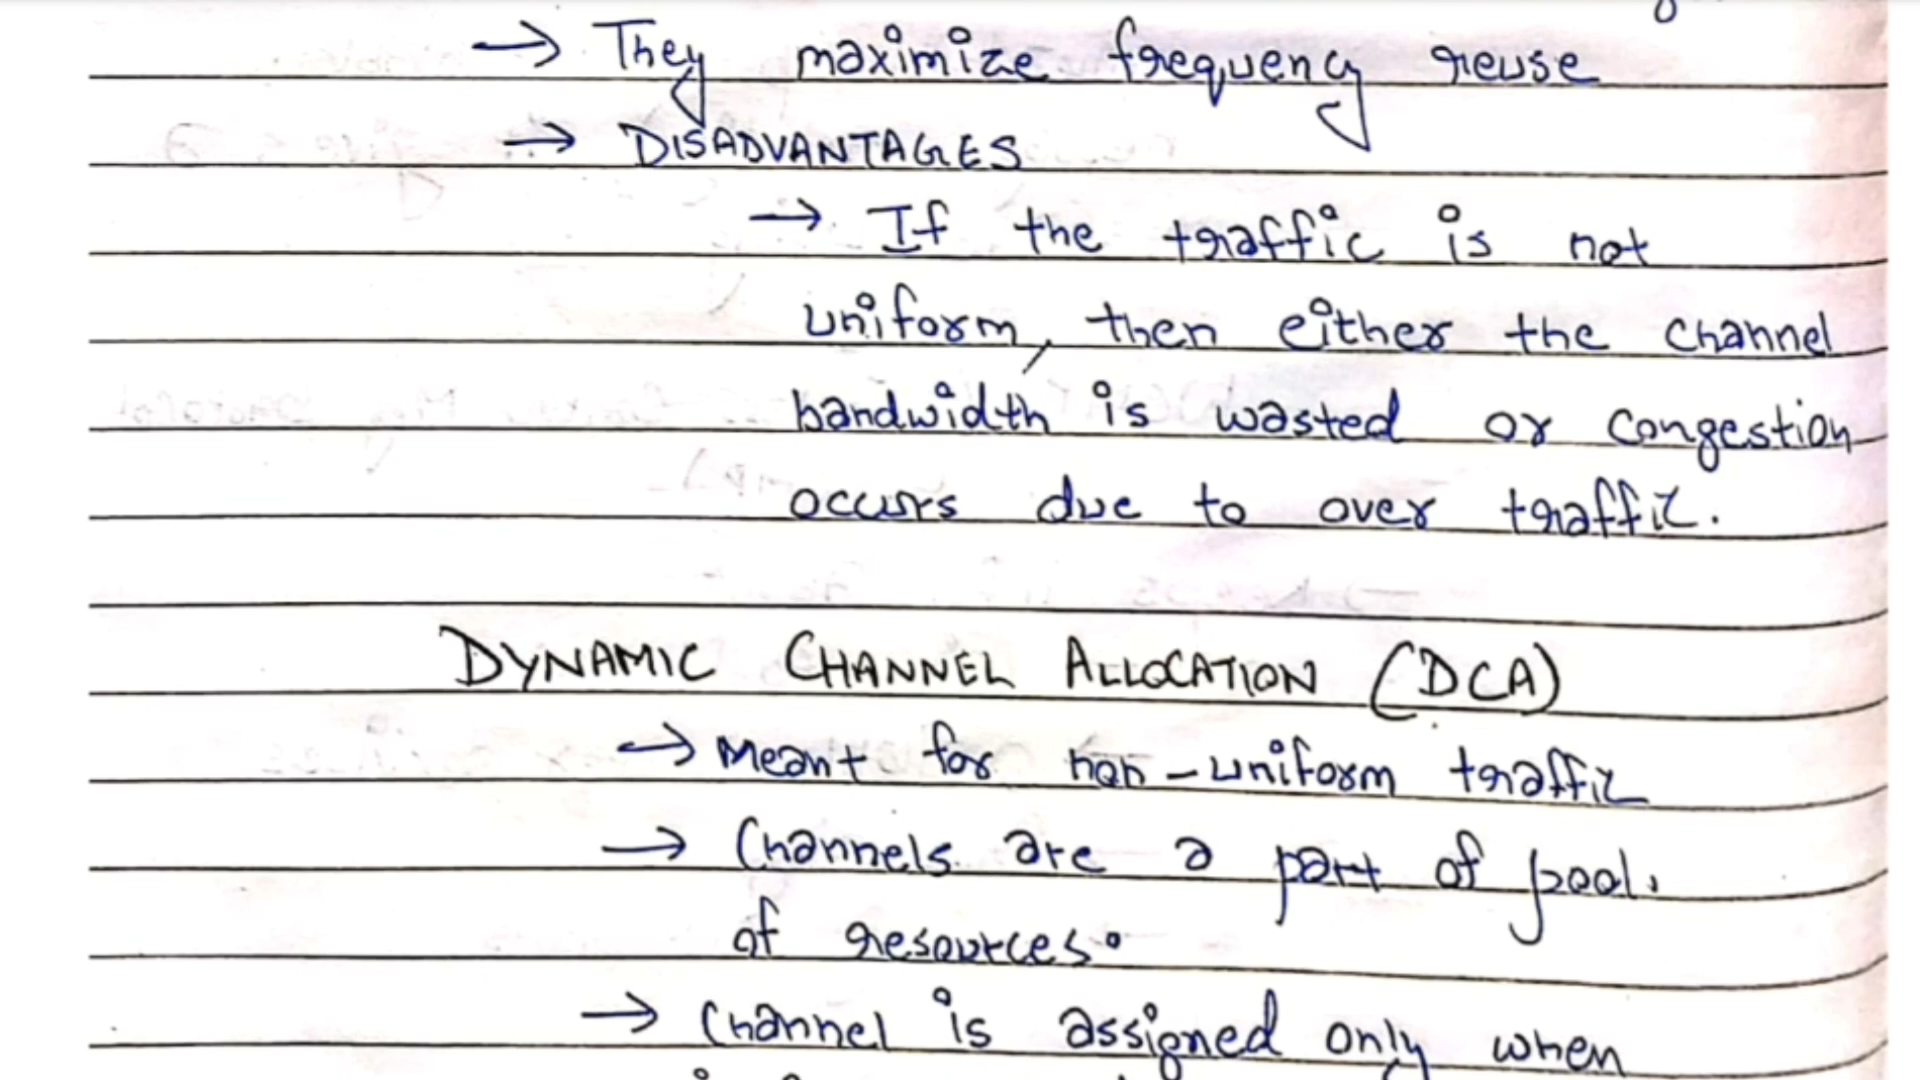 → They maximize frequency reuse
→ DISADVANTAGES
→ If the traffic is not
uniform, then either the channel
bandwidth is wasted or congestion
occurs due to over traffic.
DYNAMIC CHANNEL ALLOCATION (DCA)
→ Meant for non-uniform traffic
→ Channels are a part of pool.
of resources.
→ Channel is assigned only when